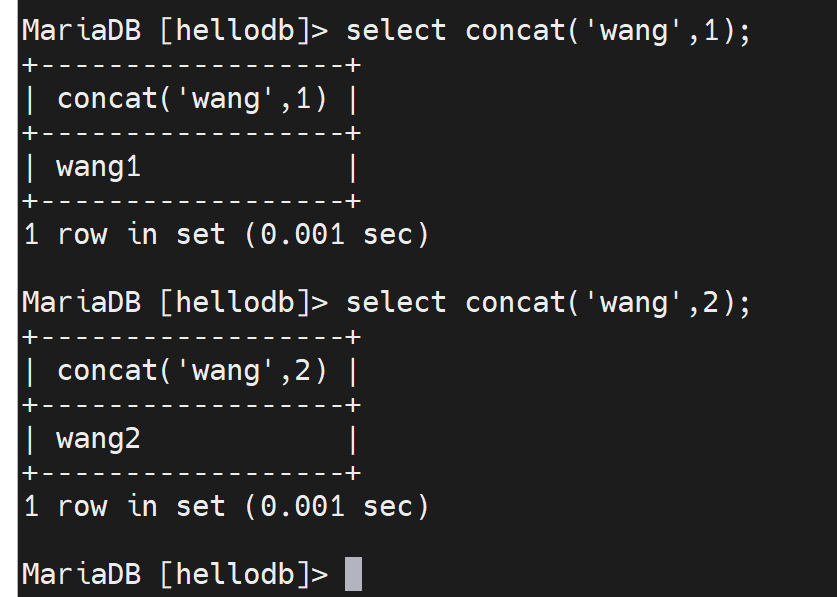 MariaDB [hellodb]> select concat('wang',1);
+------------------+
| concat('wang',1) |
+------------------+
| wang1            |
+------------------+
1 row in set (0.001 sec)

MariaDB [hellodb]> select concat('wang',2);
+------------------+
| concat('wang',2) |
+------------------+
| wang2            |
+------------------+
1 row in set (0.001 sec)

MariaDB [hellodb]>